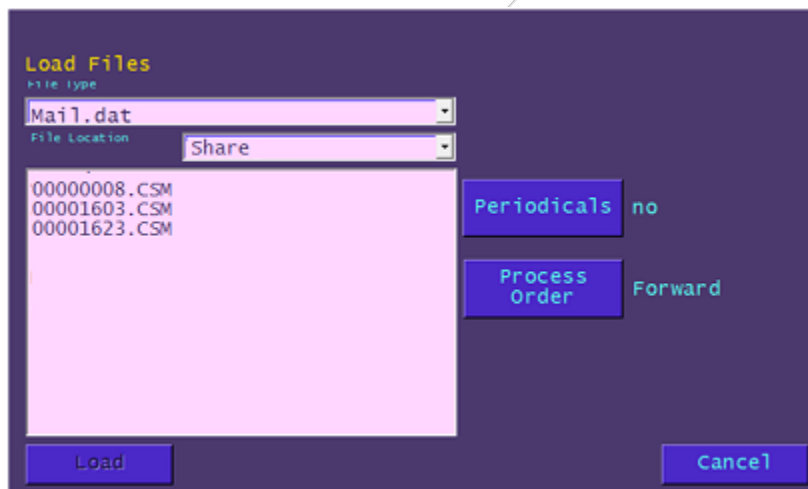 Load Files
File Type
Mail.dat
File Location
Share
00000008.CSM
00001603.CSM
00001623.CSM
Periodicals
no
Process
Order
Forward
Load
Cancel